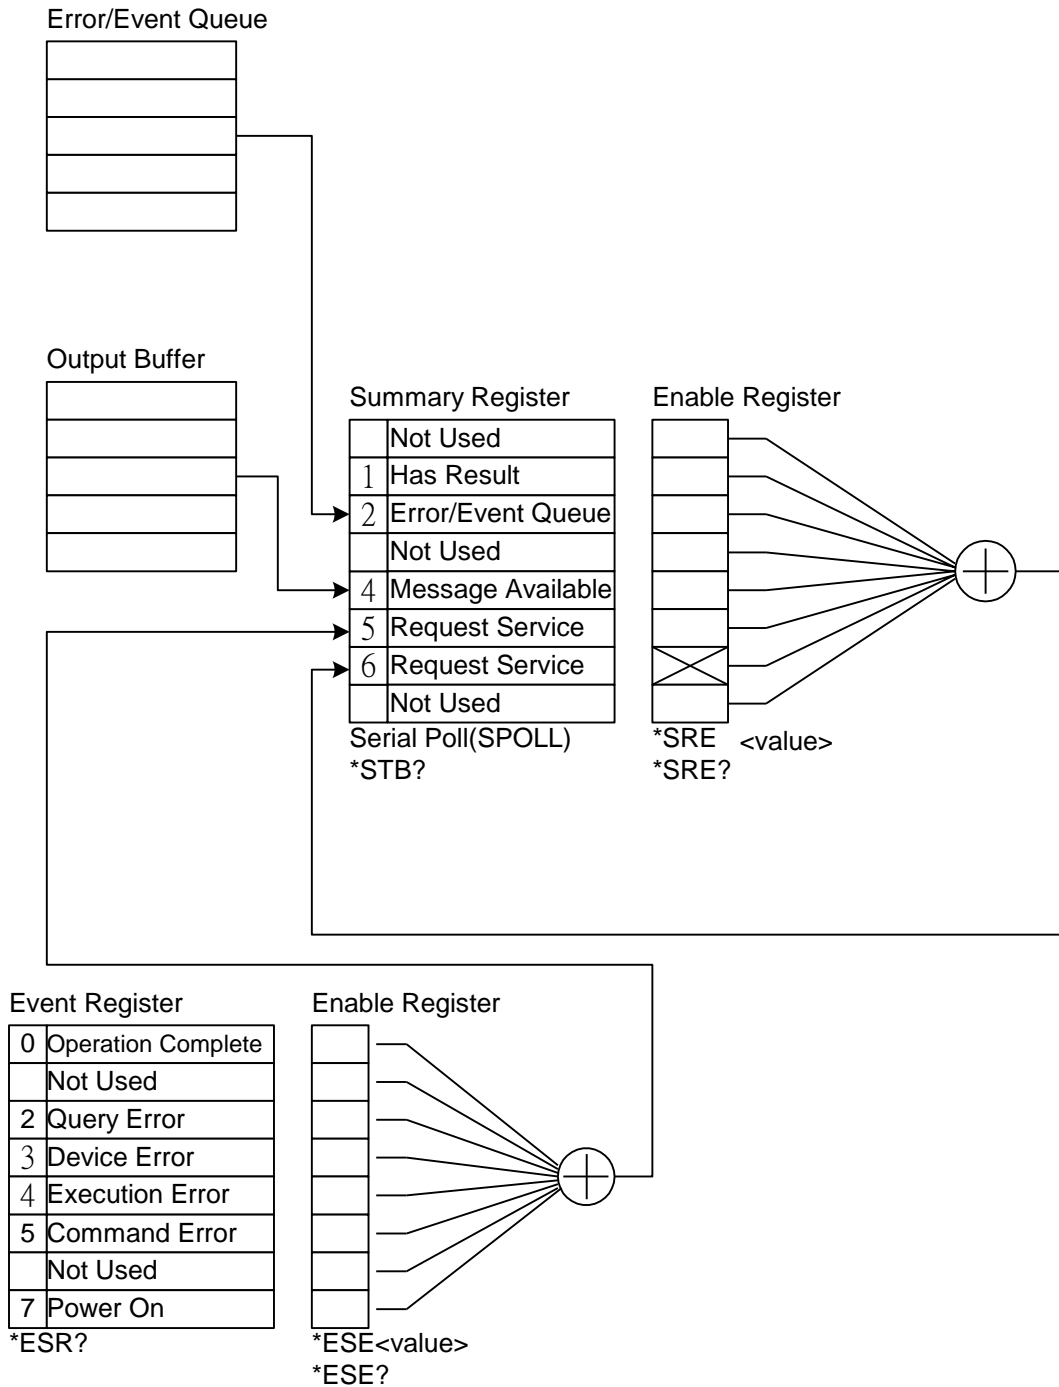 Error/Event Queue
Output Buffer
Summary Register
Not Used
1 Has Result
2 Error/Event Queue
Not Used
4 Message Available
5 Request Service
6 Request Service
Not Used
Serial Poll(SPOLL)
*STB?
Enable Register
*SRE <value>
*SRE?
Event Register
0 Operation Complete
Not Used
2 Query Error
3 Device Error
4 Execution Error
5 Command Error
Not Used
7 Power On
*ESR?
Enable Register
*ESE<value>
*ESE?